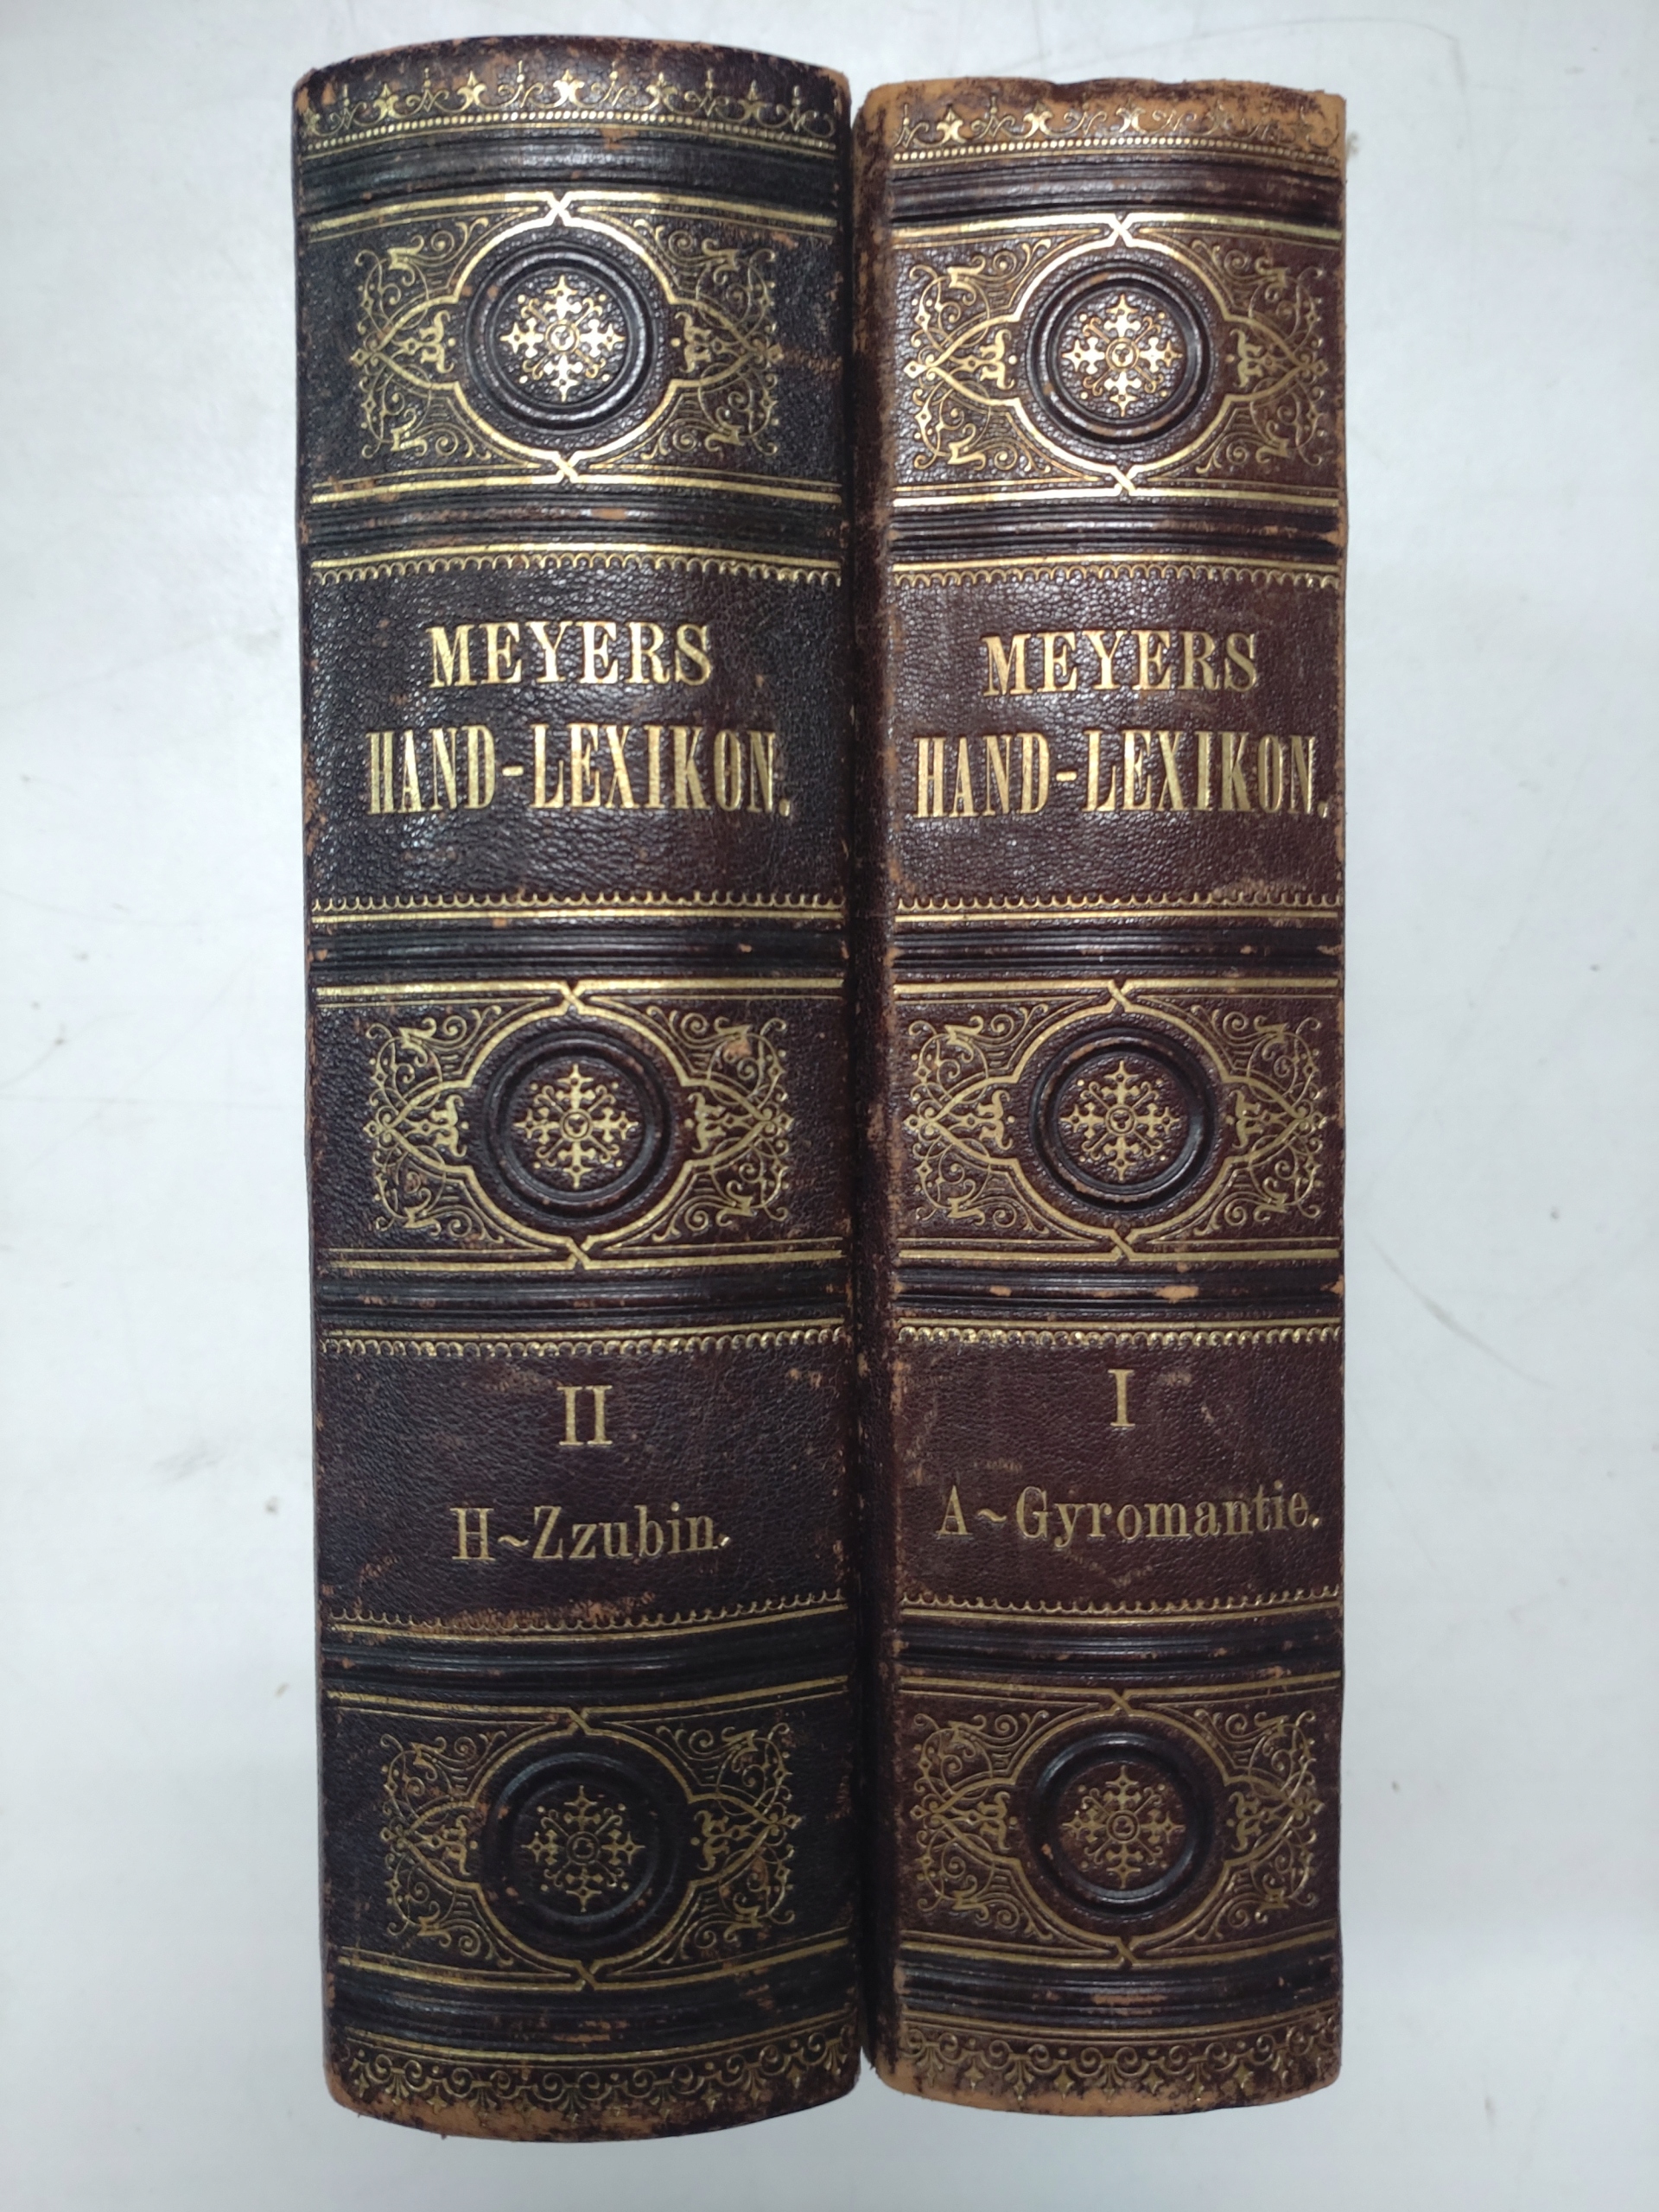 MEYERS
HAND-LEXIKON.
II
H~Zzubin.
MEYERS
HAND-LEXIKON.
I
A~Gyromantie.